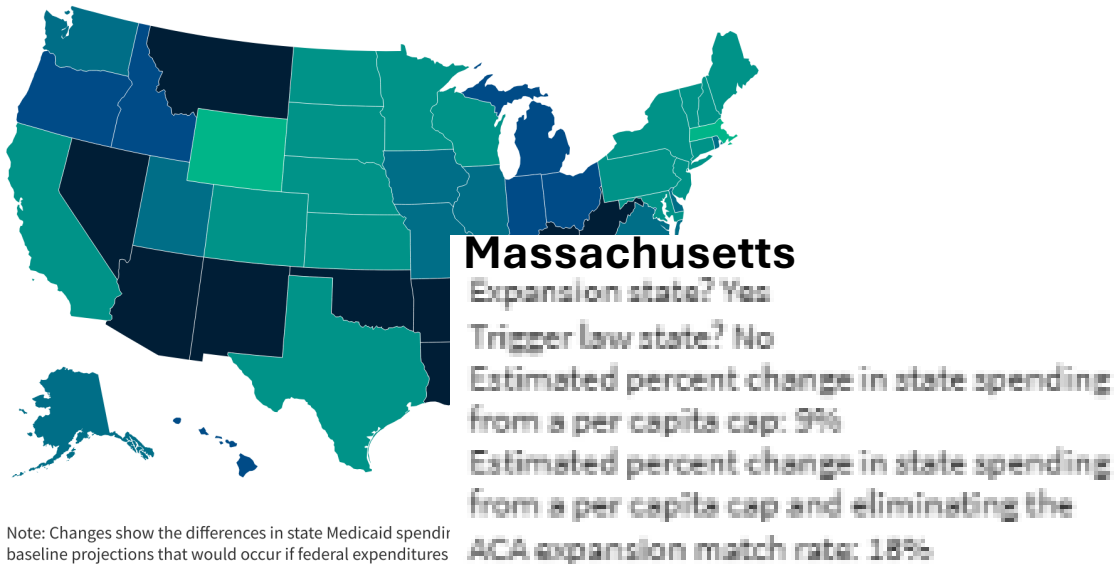 Massachusetts
Expansion state? Yes
Trigger law state? No
Estimated percent change in state spending
from a per capita cap: 9%
Estimated percent change in state spending
from a per capita cap and eliminating the
ACA expansion match rate: 18%
Note: Changes show the differences in state Medicaid
baseline projections that would occur if federal expenditures